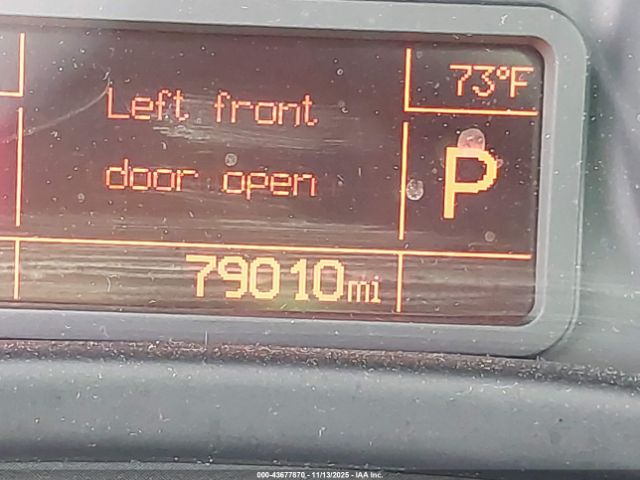 73°F
Left front
door open
P
79010mi
000-43677870 - 11/13/2025 - IAA Inc.